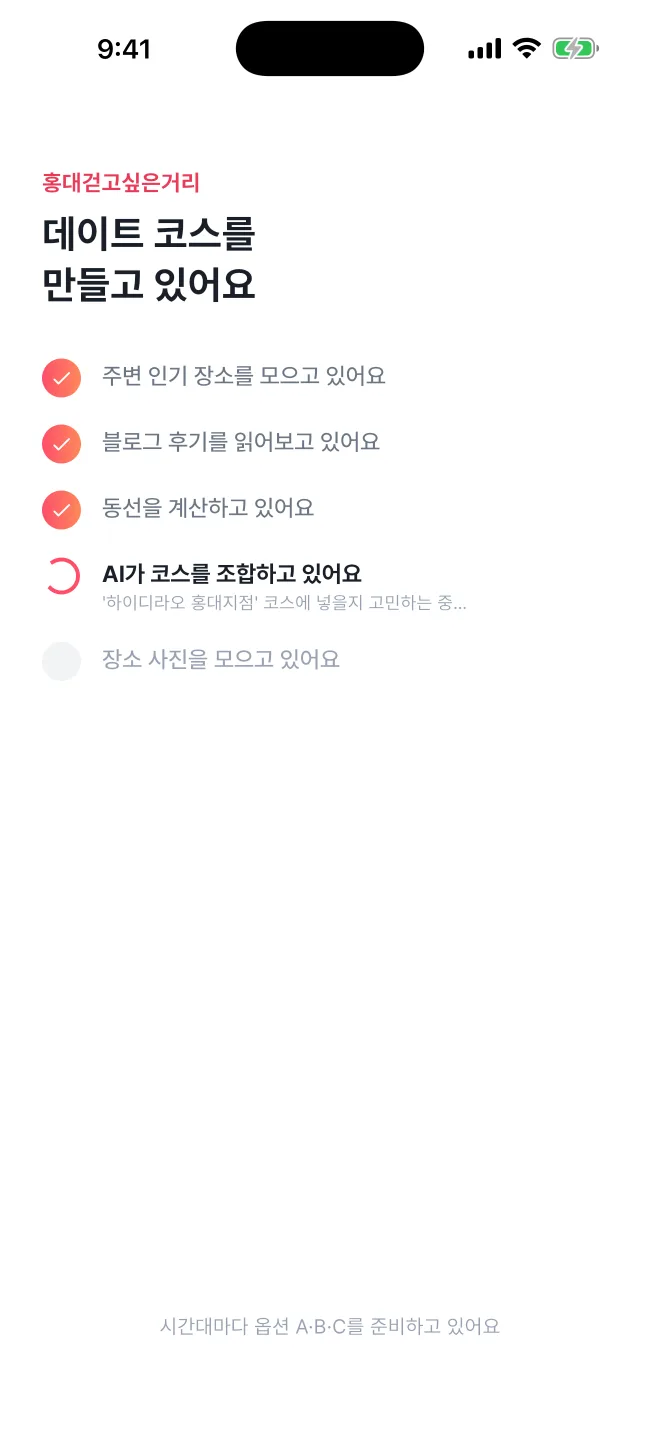 9:41
홍대걷고싶은거리
데이트 코스를
만들고 있어요
주변 인기 장소를 모으고 있어요
블로그 후기를 읽어보고 있어요
동선을 계산하고 있어요
AI가 코스를 조합하고 있어요
'하이디라오 홍대지점' 코스에 넣을지 고민하는 중...
장소 사진을 모으고 있어요
시간대마다 옵션 A·B·C를 준비하고 있어요